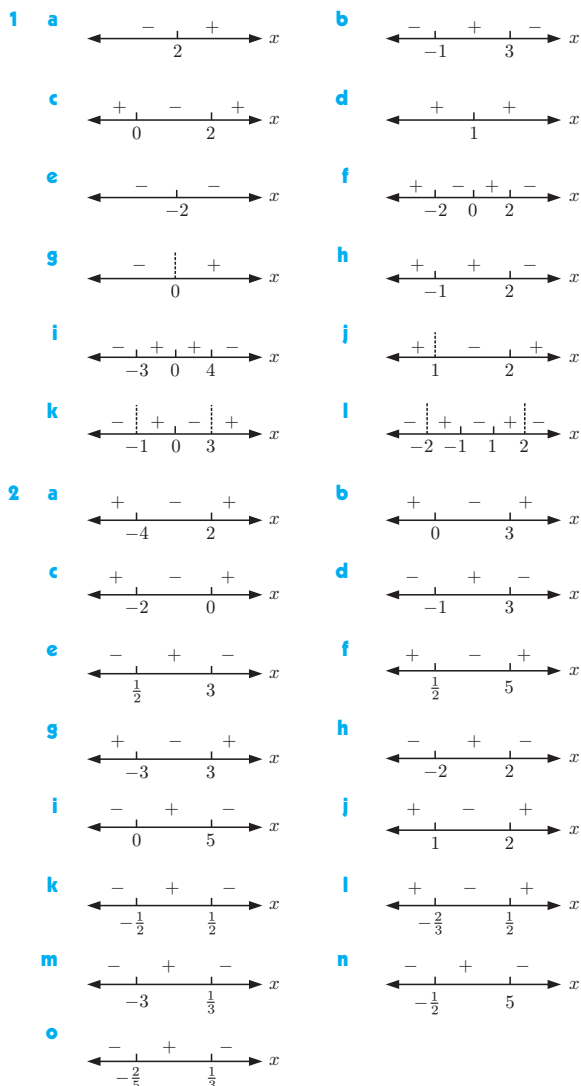 1 a − + 2 x b − + − −1 3 x
c + − + 0 2 x d + + 1 x
e − − −2 x f + − + − −2 0 2 x
g − + 0 x h + + − −1 2 x
i − + + − −3 0 4 x j + − + 1 2 x
k − + − + −1 0 3 x l − + − + − −2 −1 1 2 x
2 a + − + −4 2 x b + − + 0 3 x
c + − + −2 0 x d − + − −1 3 x
e − + − 1/2 3 x f + − + 1/2 5 x
g + − + −3 3 x h − + − −2 2 x
i − + − 0 5 x j + − + 1 2 x
k − + − −1/2 1/2 x l + − + −2/3 1/2 x
m − + − −3 1/3 x n − + − −1/2 5 x
o − + − −2/5 1/3 x